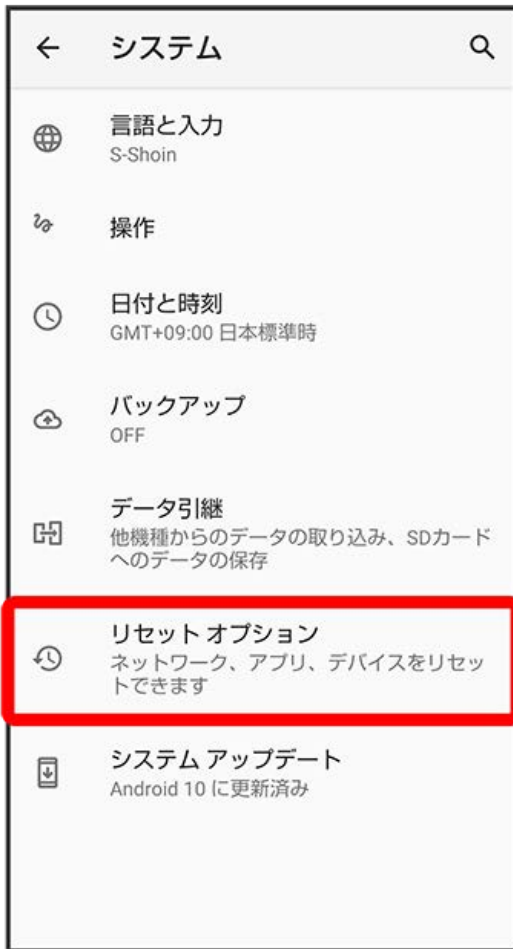 システム
言語と入力
S-Shoin
操作
日付と時刻
GMT+09:00 日本標準時
バックアップ
OFF
データ引継
他機種からのデータの取り込み、SDカード
へのデータの保存
リセット オプション
ネットワーク、アプリ、デバイスをリセッ
トできます
システム アップデート
Android 10 に更新済み